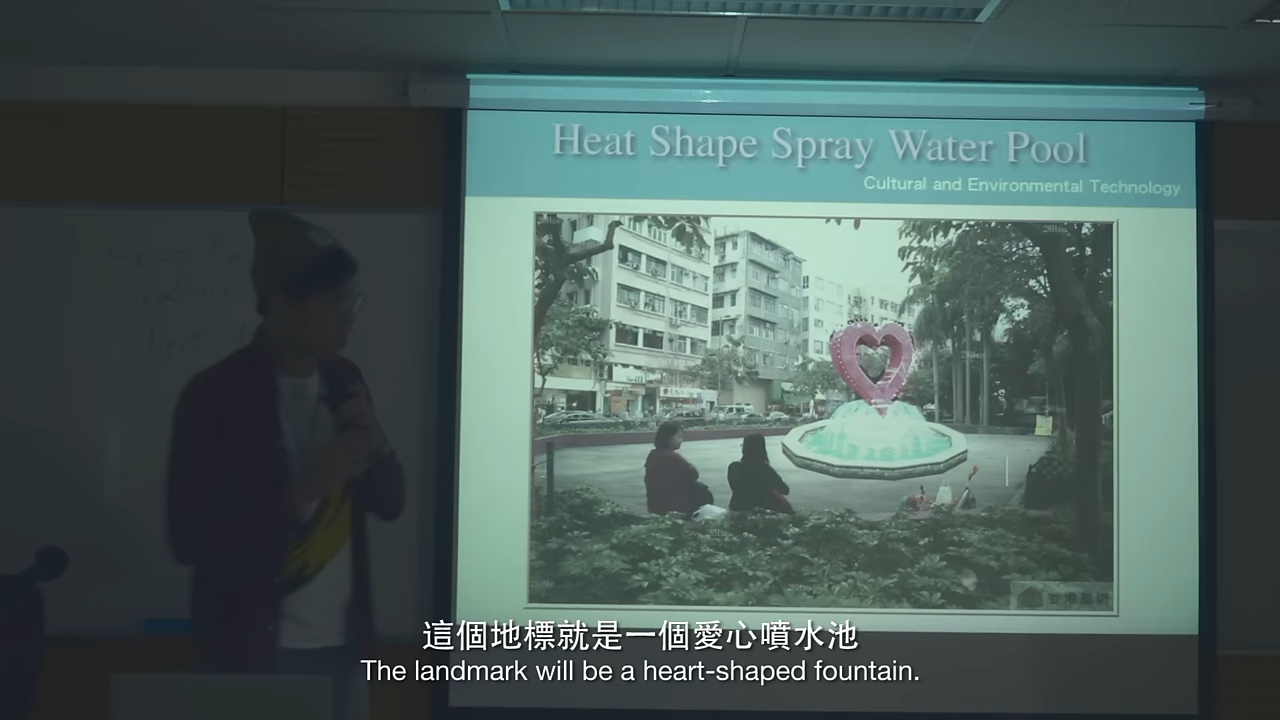 Heat Shape Spray Water Pool
Cultural and Environmental Technology
這個地標就是一個愛心噴水池
The landmark will be a heart-shaped fountain.